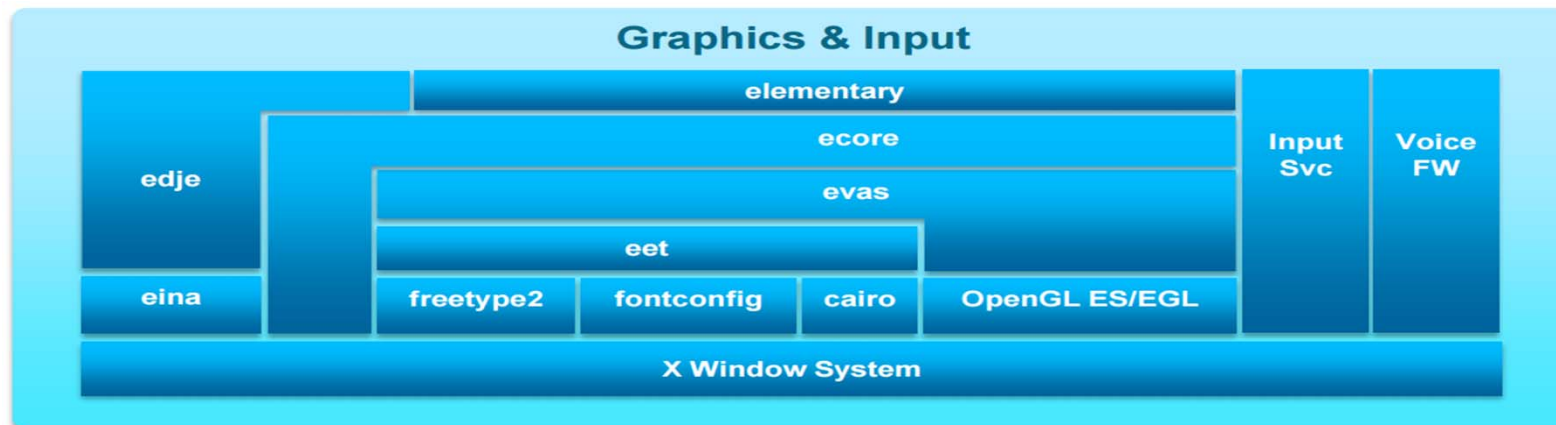 Graphics & Input
elementary
ecore
Input
Svc
Voice
FW
edje
evas
eet
eina
freetype2
fontconfig
cairo
OpenGL ES/EGL
X Window System